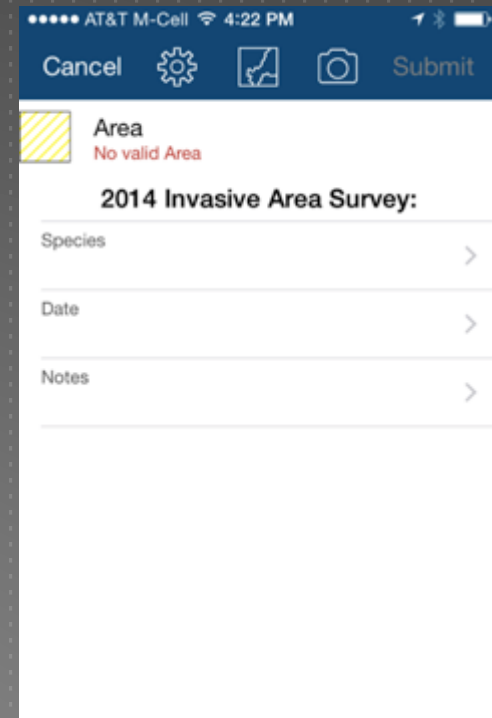 AT&T M-Cell 4:22 PM
Cancel Submit
Area
No valid Area
2014 Invasive Area Survey:
Species
Date
Notes